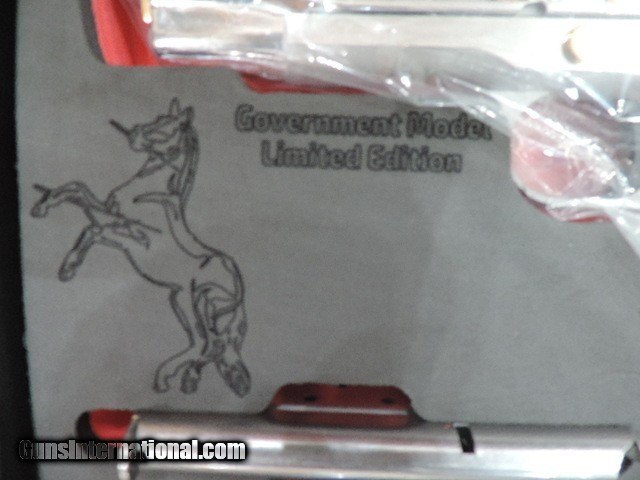 Government Model
Limited Edition
GunsInternational.com